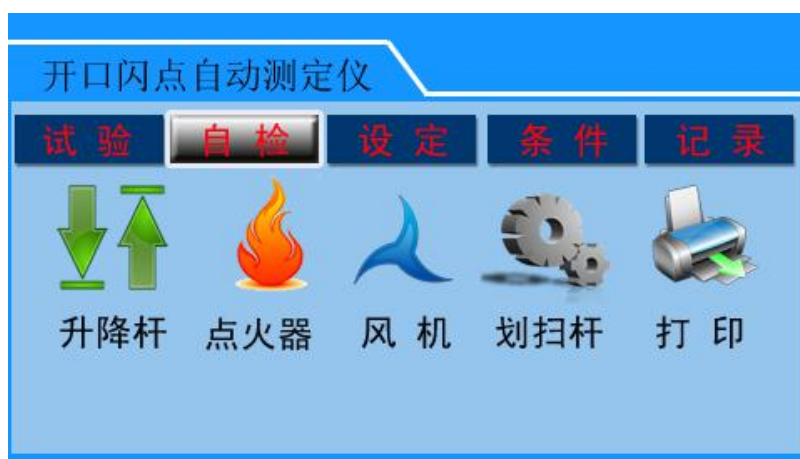 开口闪点自动测定仪
试 验 自 检 设 定 条 件 记 录
升降杆 点火器 风 机 划扫杆 打 印